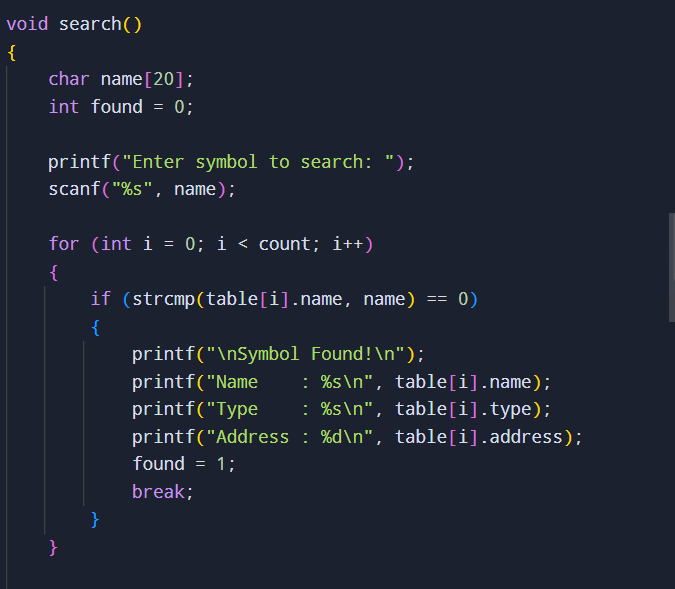 void search()
{
    char name[20];
    int found = 0;

    printf("Enter symbol to search: ");
    scanf("%s", name);

    for (int i = 0; i < count; i++)
    {
        if (strcmp(table[i].name, name) == 0)
        {
            printf("\nSymbol Found!\n");
            printf("Name    : %s\n", table[i].name);
            printf("Type    : %s\n", table[i].type);
            printf("Address : %d\n", table[i].address);
            found = 1;
            break;
        }
    }